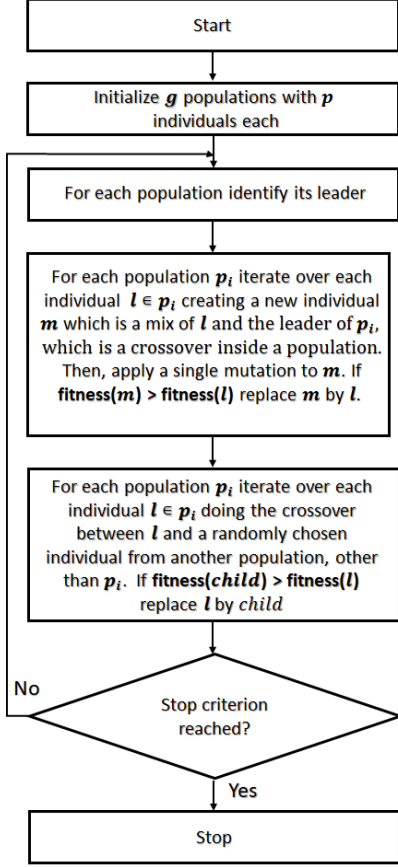 Start
Initialize g populations with p
individuals each
For each population identify its leader
For each population p_i iterate over each
individual l ∈ p_i creating a new individual
m which is a mix of l and the leader of p_i,
which is a crossover inside a population.
Then, apply a single mutation to m. If
fitness(m) > fitness(l) replace m by l.
For each population p_i iterate over each
individual l ∈ p_i doing the crossover
between l and a randomly chosen
individual from another population, other
than p_i. If fitness(child) > fitness(l)
replace l by child
No
Stop criterion
reached?
Yes
Stop